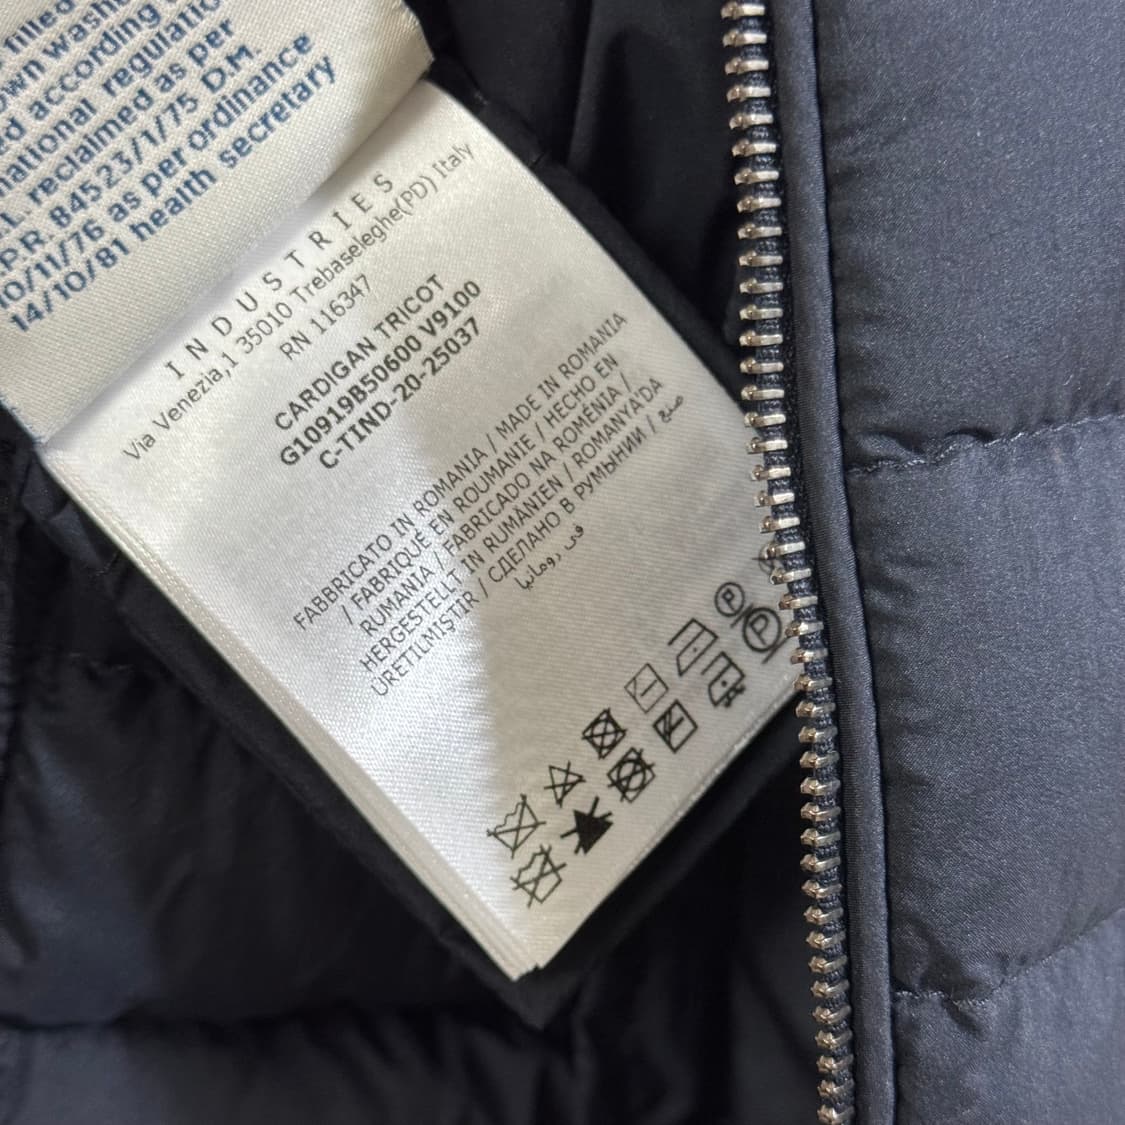 filled
own washed
ed according
national regulatio
L. reclaimed as per
P.R. 84523/1/75 D.M.
10/11/76 as per ordinance
14/10/81 health secretary
INDUSTRIES
Via Venezia,1 35010 Trebaseleghe(PD) Italy
RN 116347
CARDIGAN TRICOT
G10919B50600 V9100
C-TIND-20-25037
FABBRICATO IN ROMANIA / MADE IN ROMANIA
/ FABRIQUÉ EN ROUMANIE / HECHO EN
RUMANIA / FABRICADO NA ROMÉNIA /
HERGESTELLT IN RUMÄNIEN / ROMANYA'DA
ÜRETILMIŞTIR / СДЕЛАНО В РУМЫНИИ / صنع
في رومانيا
P
P